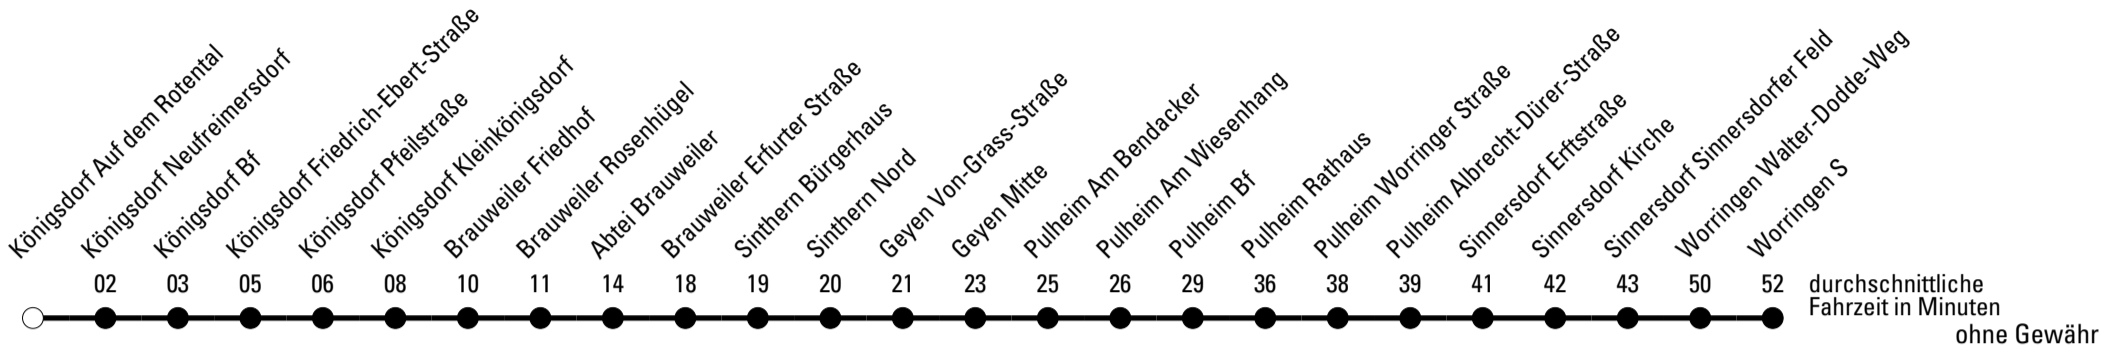 Königsdorf Auf dem Rotental
Königsdorf Neufreimersdorf
Königsdorf Bf
Königsdorf Friedrich-Ebert-Straße
Königsdorf Pfeilstraße
Königsdorf Kleinkönigsdorf
Brauweiler Friedhof
Brauweiler Rosenhügel
Abtei Brauweiler
Brauweiler Erfurter Straße
Sinthern Bürgerhaus
Sinthern Nord
Geyen Von-Grass-Straße
Geyen Mitte
Pulheim Am Bendacker
Pulheim Am Wiesenhang
Pulheim Bf
Pulheim Rathaus
Pulheim Worringer Straße
Pulheim Albrecht-Dürer-Straße
Sinnersdorf Erftstraße
Sinnersdorf Kirche
Sinnersdorf Sinnersdorfer Feld
Worringen Walter-Dodde-Weg
Worringen S
02 03 05 06 08 10 11 14 18 19 20 21 23 25 26 29 36 38 39 41 42 43 50 52 durchschnittliche
Fahrzeit in Minuten
ohne Gewähr